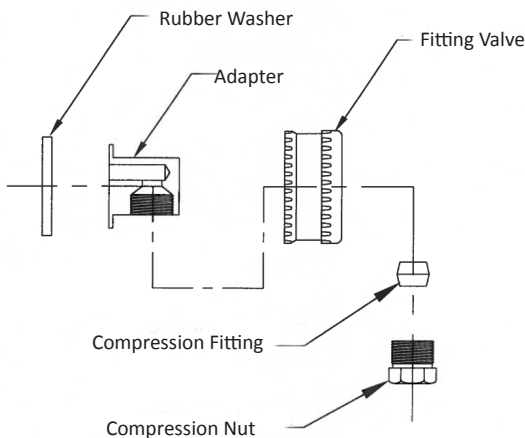 Rubber Washer
Fitting Valve
Adapter
Compression Fitting
Compression Nut